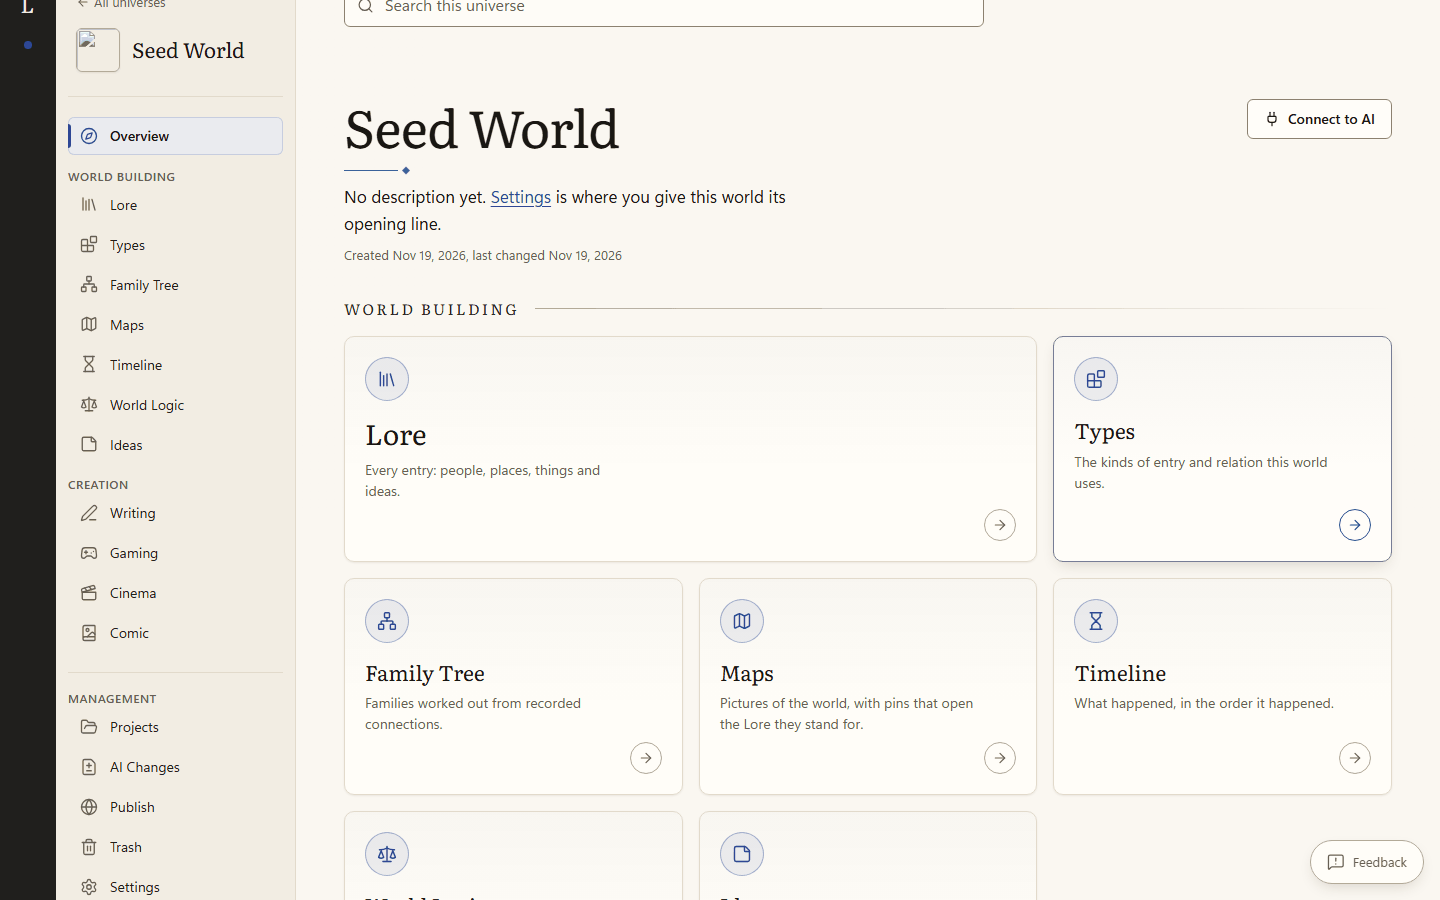 L
All universes
Seed World
Overview
WORLD BUILDING
Lore
Types
Family Tree
Maps
Timeline
World Logic
Ideas
CREATION
Writing
Gaming
Cinema
Comic
MANAGEMENT
Projects
AI Changes
Publish
Trash
Settings
Search this universe
Seed World
Connect to AI
No description yet. Settings is where you give this world its
opening line.
Created Nov 19, 2026, last changed Nov 19, 2026
WORLD BUILDING
Lore
Every entry: people, places, things and
ideas.
Types
The kinds of entry and relation this world
uses.
Family Tree
Families worked out from recorded
connections.
Maps
Pictures of the world, with pins that open
the Lore they stand for.
Timeline
What happened, in the order it happened.
Feedback